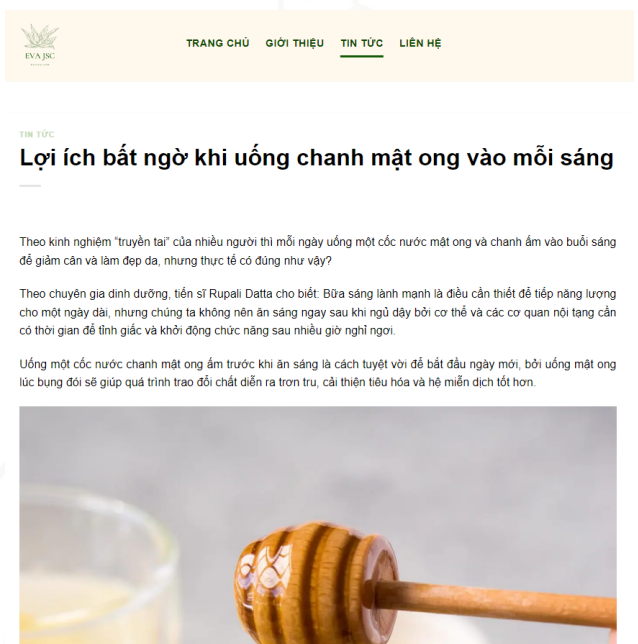 EVA JSC
TRANG CHỦ GIỚI THIỆU TIN TỨC LIÊN HỆ
TIN TỨC
Lợi ích bất ngờ khi uống chanh mật ong vào mỗi sáng
Theo kinh nghiệm “truyền tai” của nhiều người thì mỗi ngày uống một cốc nước mật ong và chanh ấm vào buổi sáng
để giảm cân và làm đẹp da, nhưng thực tế có đúng như vậy?
Theo chuyên gia dinh dưỡng, tiến sĩ Rupali Datta cho biết: Bữa sáng lành mạnh là điều cần thiết để tiếp năng lượng
cho một ngày dài, nhưng chúng ta không nên ăn sáng ngay sau khi ngủ dậy bởi cơ thể và các cơ quan nội tạng cần
có thời gian để tỉnh giấc và khởi động chức năng sau nhiều giờ nghỉ ngơi.
Uống một cốc nước chanh mật ong ấm trước khi ăn sáng là cách tuyệt vời để bắt đầu ngày mới, bởi uống mật ong
lúc bụng đói sẽ giúp quá trình trao đổi chất diễn ra trơn tru, cải thiện tiêu hóa và hệ miễn dịch tốt hơn.